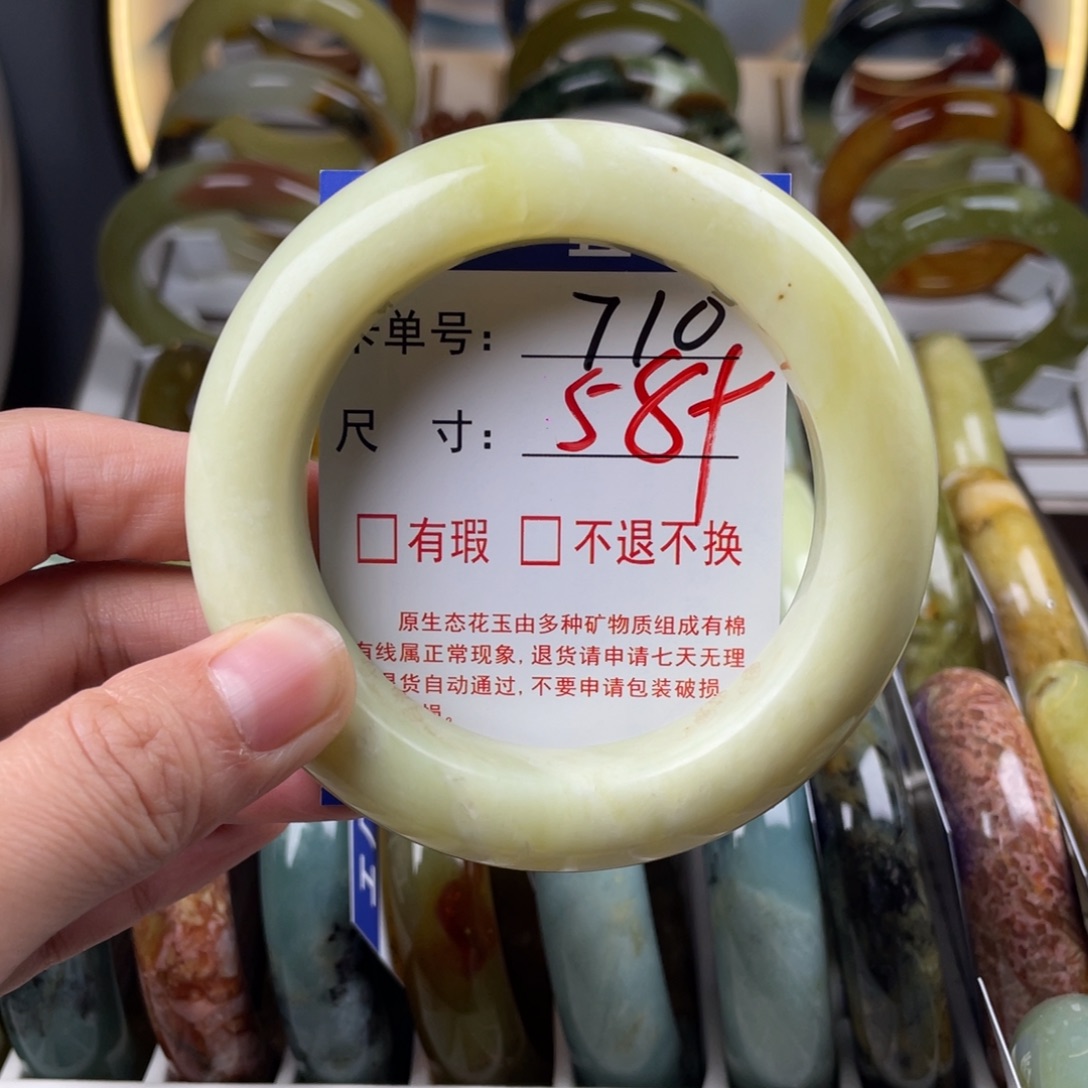 单号： 710
尺 寸： 58+
□有瑕 □不退不换
原生态花玉由多种矿物质组成有棉
有线属正常现象，退货请申请七天无理
退货自动通过，不要申请包装破损
损。